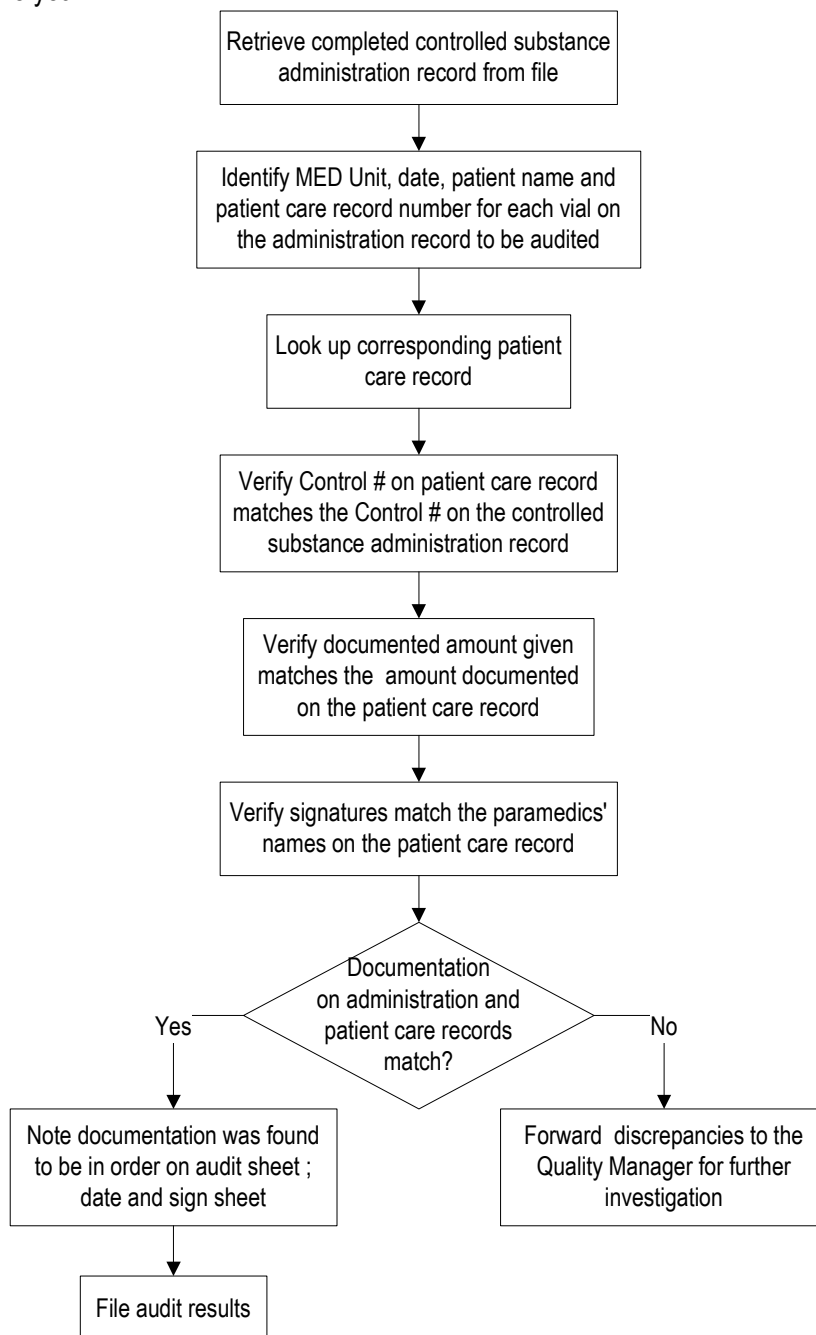 Retrieve completed controlled substance
administration record from file
Identify MED Unit, date, patient name and
patient care record number for each vial on
the administration record to be audited
Look up corresponding patient
care record
Verify Control # on patient care record
matches the Control # on the controlled
substance administration record
Verify documented amount given
matches the amount documented
on the patient care record
Verify signatures match the paramedics'
names on the patient care record
Documentation
on administration and
patient care records
match?
Yes
No
Note documentation was found
to be in order on audit sheet ;
date and sign sheet
Forward discrepancies to the
Quality Manager for further
investigation
File audit results